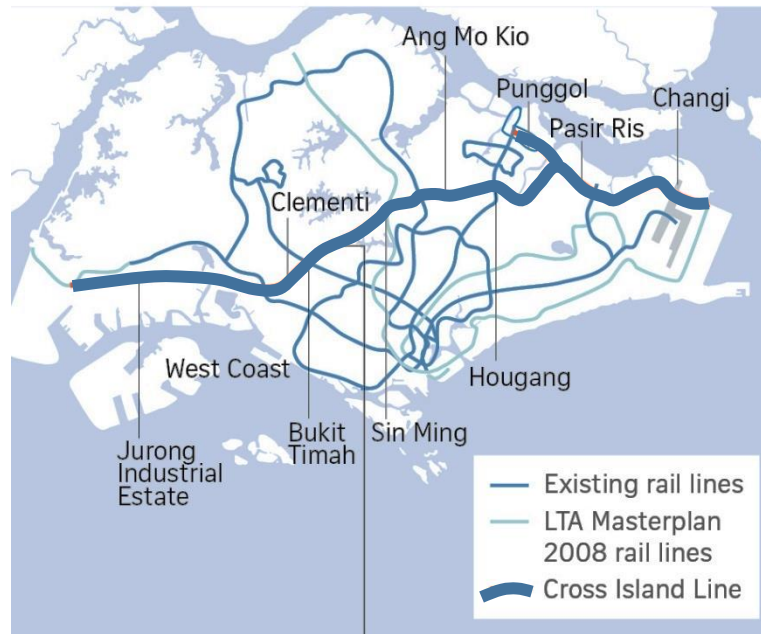 Ang Mo Kio
Punggol
Changi
Pasir Ris
Clementi
West Coast
Hougang
Bukit
Timah
Sin Ming
Jurong
Industrial
Estate
Existing rail lines
LTA Masterplan
2008 rail lines
Cross Island Line